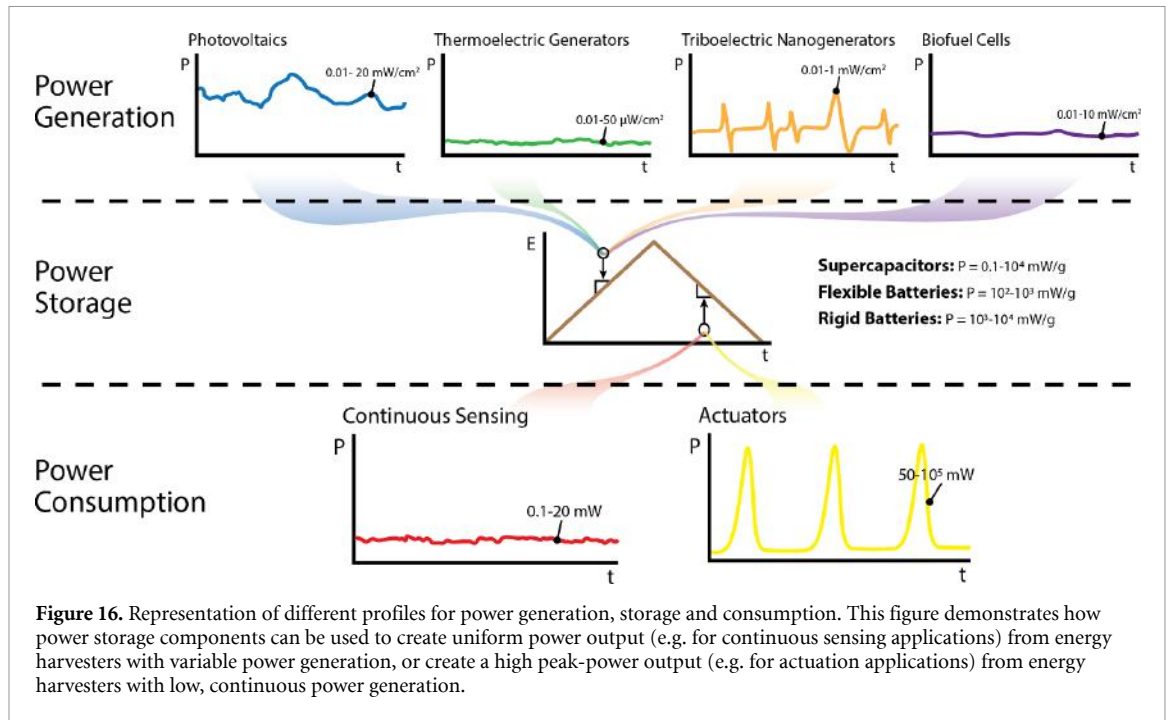 Photovoltaics
P
0.01- 20 mW/cm²
t
Thermoelectric Generators
P
0.01-50 μW/cm²
t
Triboelectric Nanogenerators
P
0.01-1 mW/cm²
t
Biofuel Cells
P
0.01-10 mW/cm²
t
Power
Generation
Power
Storage
E
t
Supercapacitors: P = 0.1-10⁴ mW/g
Flexible Batteries: P = 10²-10³ mW/g
Rigid Batteries: P = 10³-10⁴ mW/g
Power
Consumption
Continuous Sensing
P
0.1-20 mW
t
Actuators
P
50-10⁵ mW
t
Figure 16. Representation of different profiles for power generation, storage and consumption. This figure demonstrates how
power storage components can be used to create uniform power output (e.g. for continuous sensing applications) from energy
harvesters with variable power generation, or create a high peak-power output (e.g. for actuation applications) from energy
harvesters with low, continuous power generation.